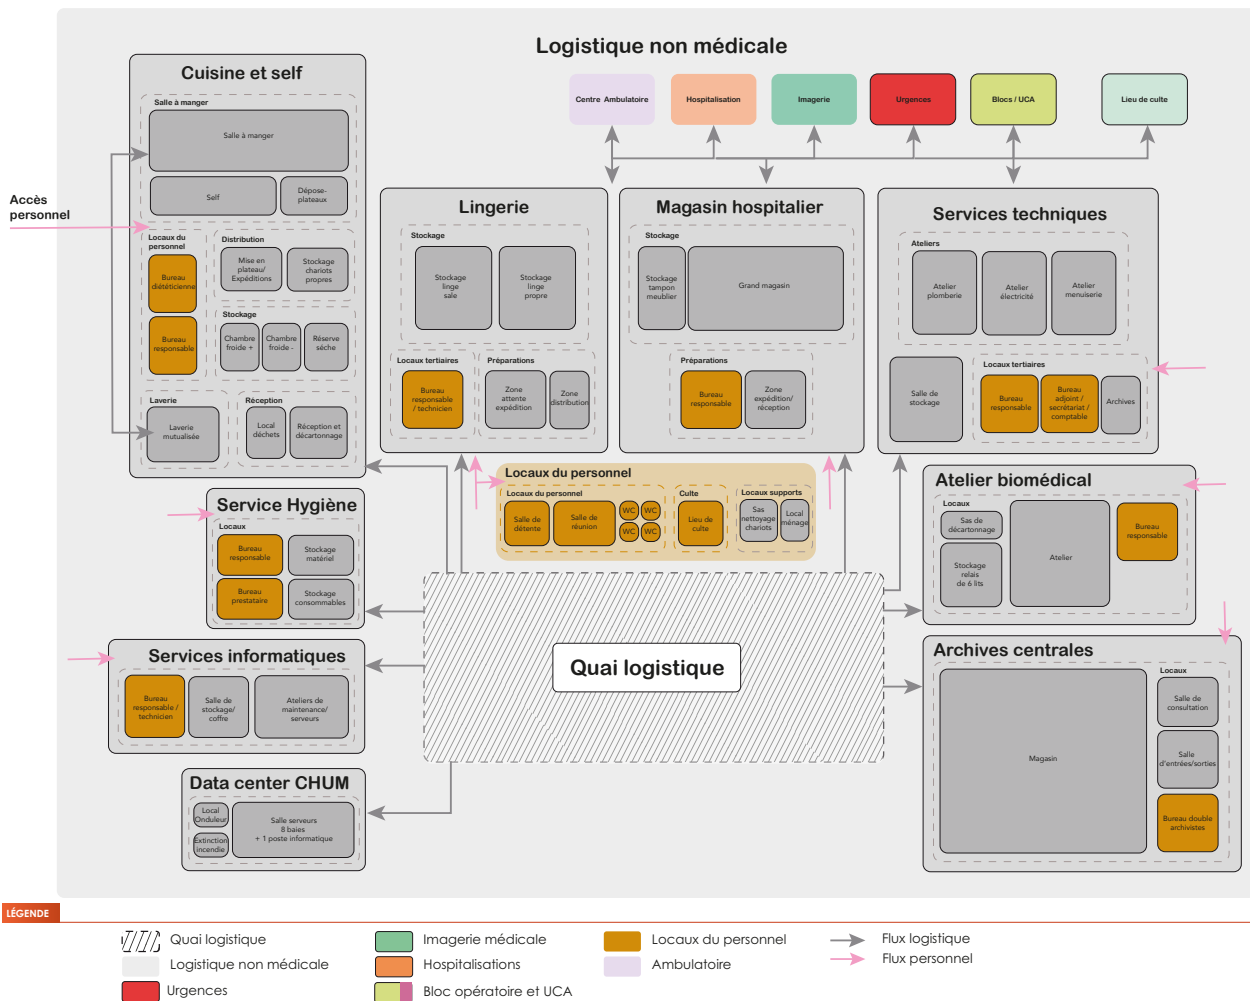 Logistique non médicale
Centre Ambulatoire
Hospitalisation
Imagerie
Urgences
Blocs / UCA
Lieu de culte
Accès
personnel
Cuisine et self
Salle à manger
Salle à manger
Self
Dépose-
plateaux
Locaux du
personnel
Bureau
diététicienne
Bureau
responsable
Distribution
Mise en
plateau/
Expéditions
Stockage
chariots
propres
Stockage
Chambre
froide +
Chambre
froide -
Réserve
sèche
Laverie
Laverie
mutualisée
Réception
Local
déchets
Réception et
décartonnage
Lingerie
Stockage
Stockage
linge
sale
Stockage
linge
propre
Locaux tertiaires
Bureau
responsable
/ technicien
Préparations
Zone
attente
expédition
Zone
distribution
Magasin hospitalier
Stockage
Stockage
tampon
meublier
Grand magasin
Préparations
Bureau
responsable
Zone
expédition/
réception
Services techniques
Ateliers
Atelier
plomberie
Atelier
électricité
Atelier
menuiserie
Salle de
stockage
Locaux tertiaires
Bureau
responsable
Bureau
adjoint /
secrétariat /
comptable
Archives
Locaux du personnel
Locaux du personnel
Salle de
détente
Salle de
réunion
WC
WC
WC
WC
Culte
Lieu de
culte
Locaux supports
Sas
nettoyage
chariots
Local
ménage
Service Hygiène
Locaux
Bureau
responsable
Stockage
matériel
Bureau
prestataire
Stockage
consommables
Atelier biomédical
Locaux
Sas de
décartonnage
Stockage
relais
de 6 lits
Atelier
Bureau
responsable
Services informatiques
Bureau
responsable /
technicien
Salle de
stockage/
coffre
Ateliers de
maintenance/
serveurs
Quai logistique
Archives centrales
Magasin
Locaux
Salle de
consultation
Salle
d'entrées/sorties
Bureau double
archivistes
Data center CHUM
Local
Onduleur
Extinction
incendie
Salle serveurs
8 baies
+ 1 poste informatique
LÉGENDE
Quai logistique
Logistique non médicale
Urgences
Imagerie médicale
Hospitalisations
Bloc opératoire et UCA
Locaux du personnel
Ambulatoire
Flux logistique
Flux personnel